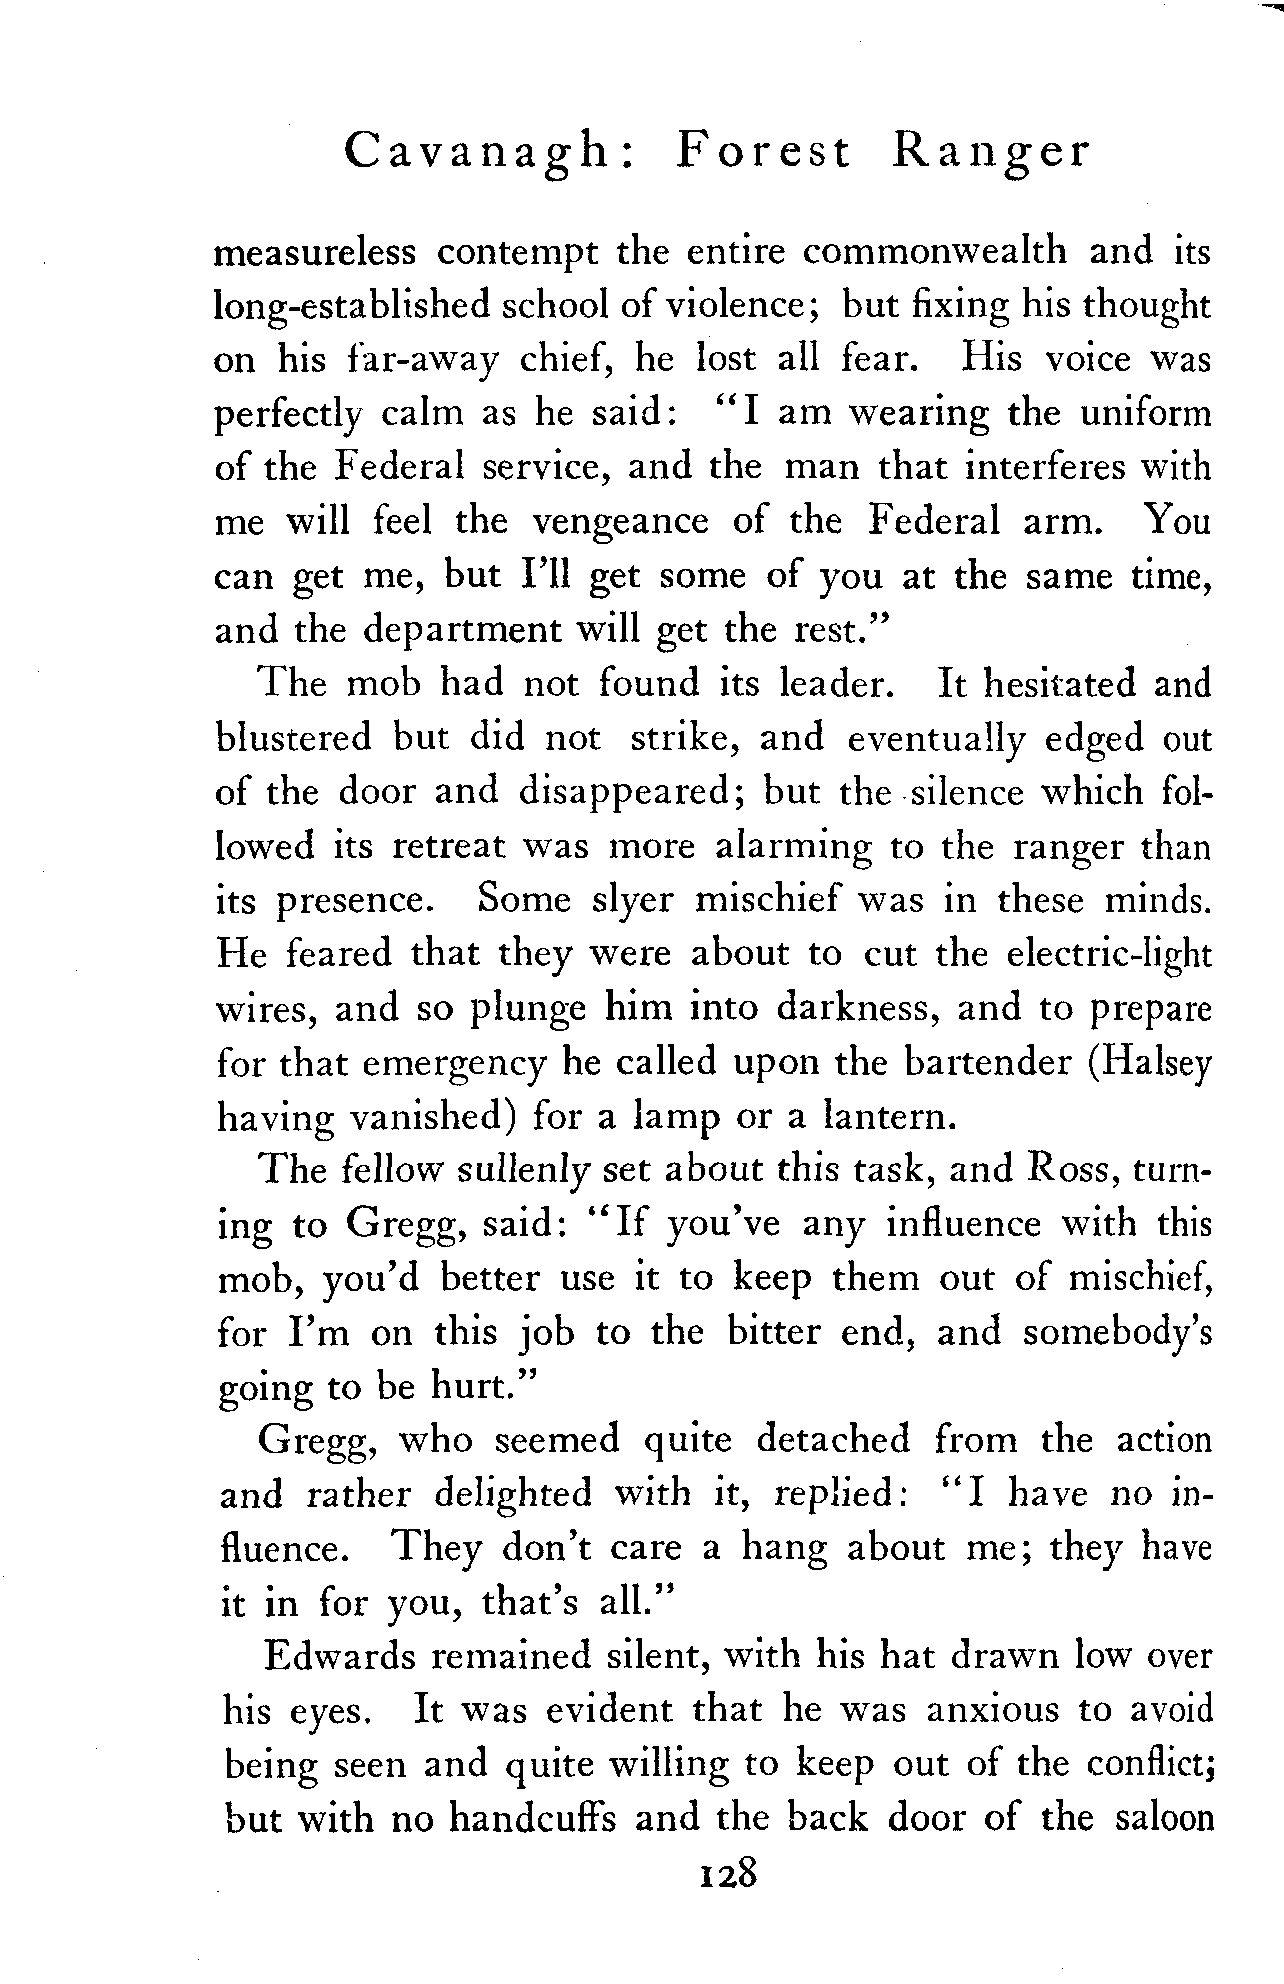 Cavanagh: Forest Ranger
measureless contempt the entire commonwealth and its
long-established school of violence; but fixing his thought
on his far-away chief, he lost all fear. His voice was
perfectly calm as he said: "I am wearing the uniform
of the Federal service, and the man that interferes with
me will feel the vengeance of the Federal arm. You
can get me, but I'll get some of you at the same time,
and the department will get the rest."
The mob had not found its leader. It hesitated and
blustered but did not strike, and eventually edged out
of the door and disappeared; but the silence which fol-
lowed its retreat was more alarming to the ranger than
its presence. Some slyer mischief was in these minds.
He feared that they were about to cut the electric-light
wires, and so plunge him into darkness, and to prepare
for that emergency he called upon the bartender (Halsey
having vanished) for a lamp or a lantern.
The fellow sullenly set about this task, and Ross, turn-
ing to Gregg, said: "If you've any influence with this
mob, you'd better use it to keep them out of mischief,
for I'm on this job to the bitter end, and somebody's
going to be hurt."
Gregg, who seemed quite detached from the action
and rather delighted with it, replied: "I have no in-
fluence. They don't care a hang about me; they have
it in for you, that's all."
Edwards remained silent, with his hat drawn low over
his eyes. It was evident that he was anxious to avoid
being seen and quite willing to keep out of the conflict;
but with no handcuffs and the back door of the saloon
128